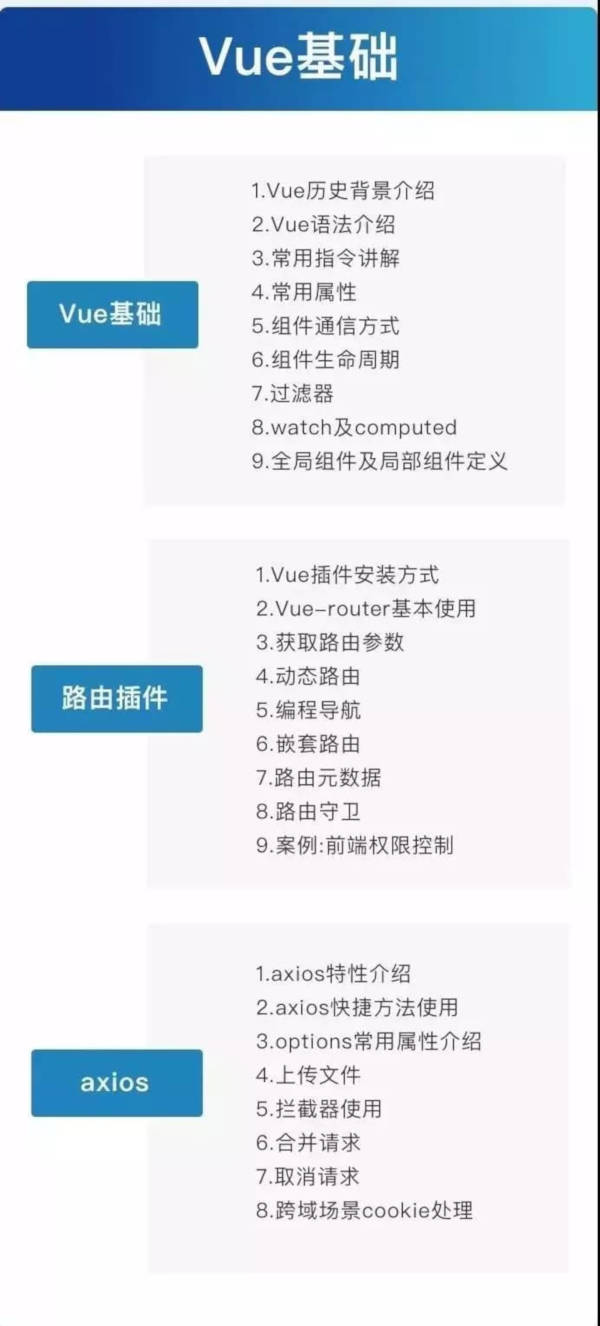 Vue基础
Vue基础
1.Vue历史背景介绍
2.Vue语法介绍
3.常用指令讲解
4.常用属性
5.组件通信方式
6.组件生命周期
7.过滤器
8.watch及computed
9.全局组件及局部组件定义
路由插件
1.Vue插件安装方式
2.Vue-router基本使用
3.获取路由参数
4.动态路由
5.编程导航
6.嵌套路由
7.路由元数据
8.路由守卫
9.案例:前端权限控制
axios
1.axios特性介绍
2.axios快捷方法使用
3.options常用属性介绍
4.上传文件
5.拦截器使用
6.合并请求
7.取消请求
8.跨域场景cookie处理